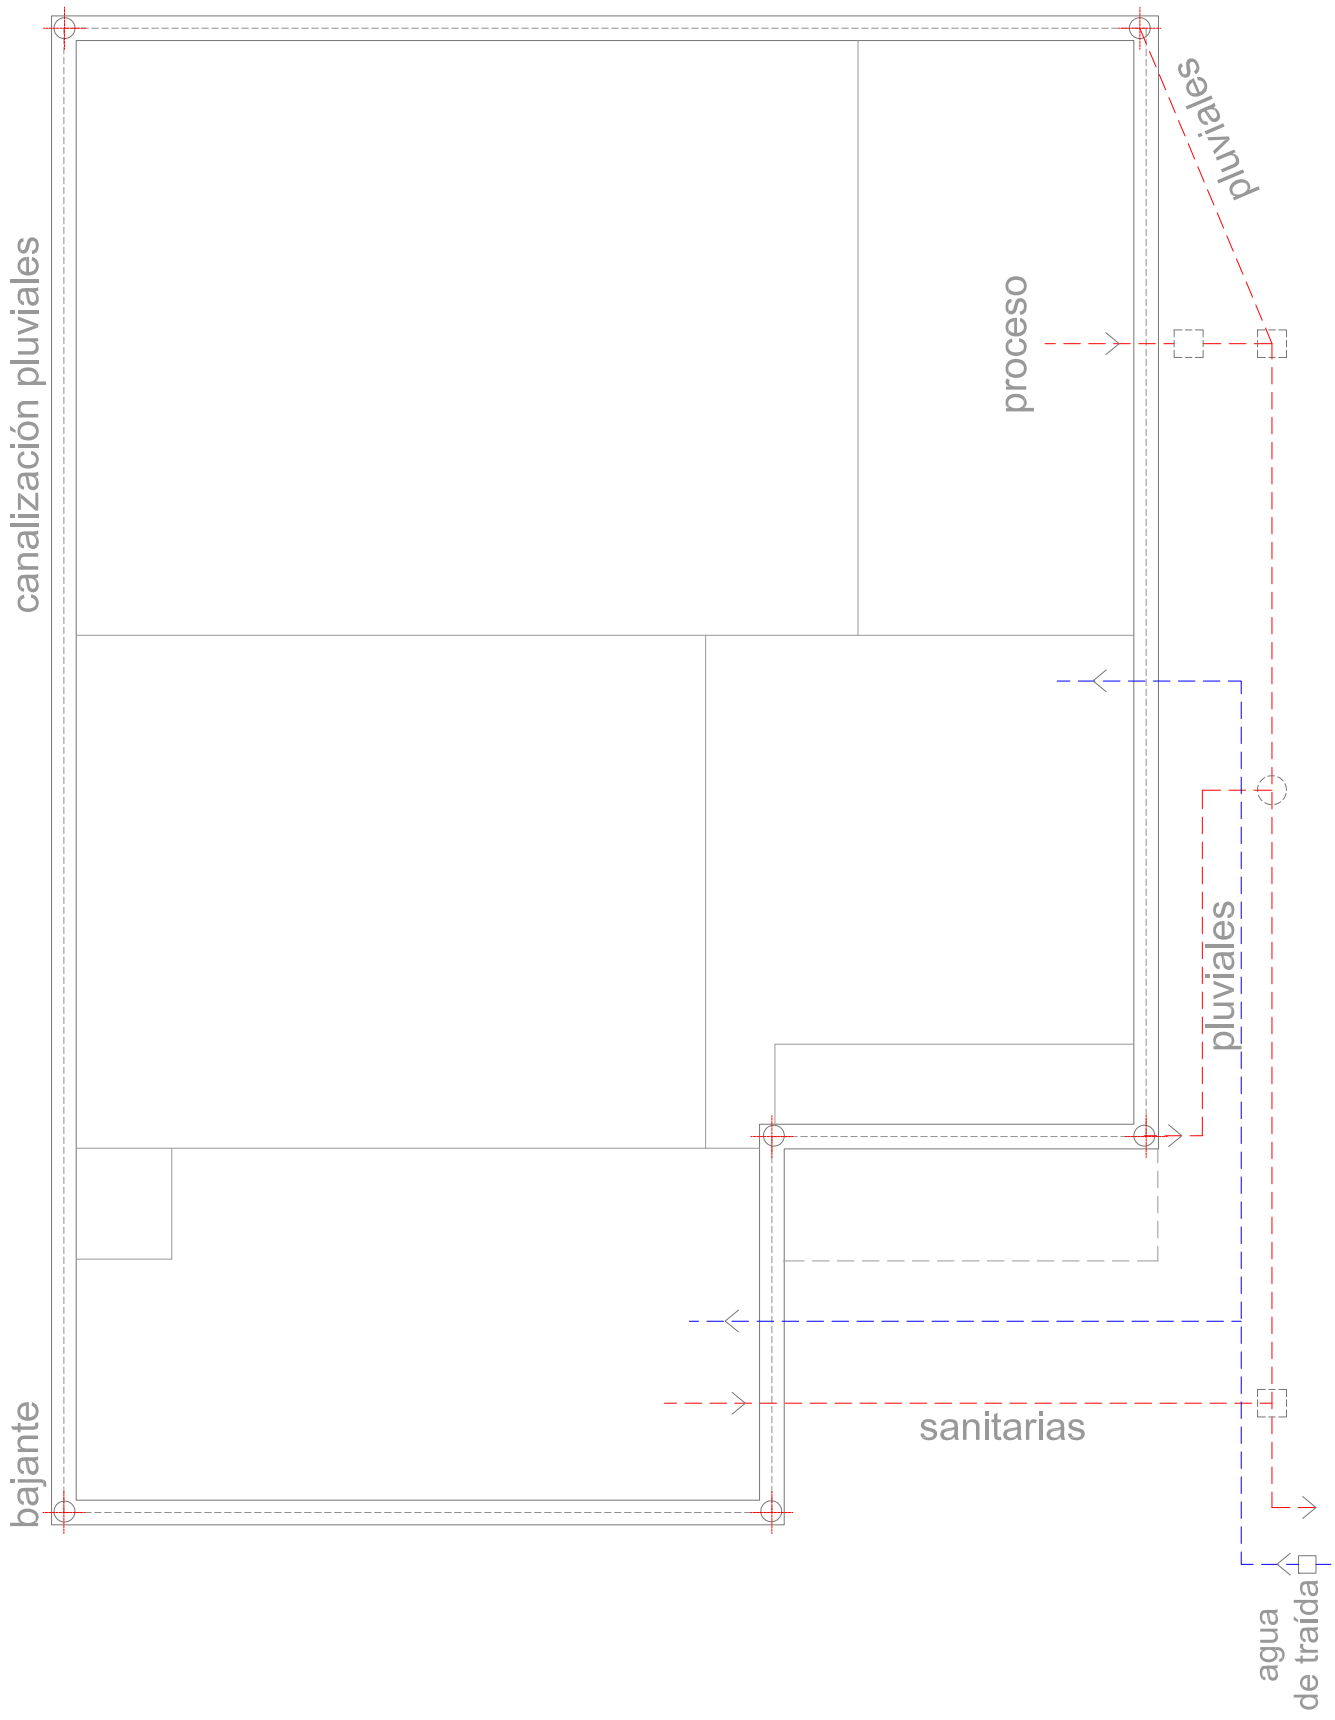 pluviales
canalización pluviales
proceso
pluviales
sanitarias
bajante
agua
de traída